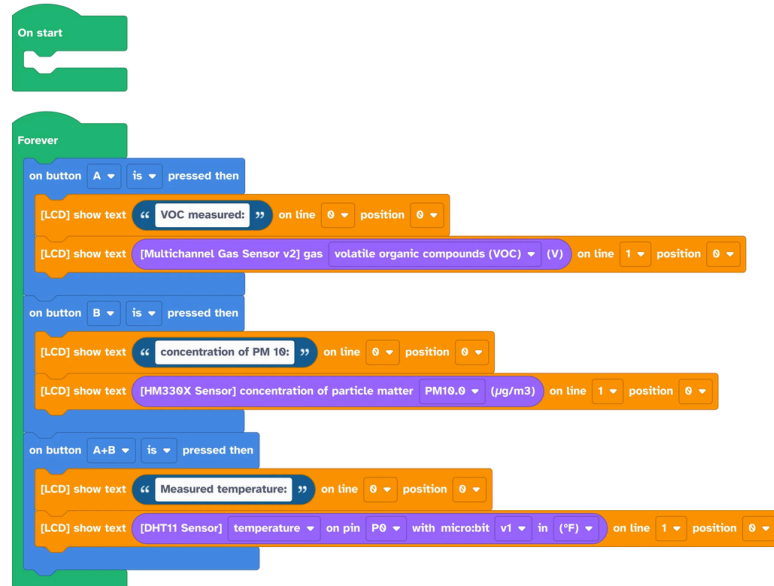 On start
Forever
on button A is pressed then
[LCD] show text “ VOC measured: ” on line 0 position 0
[LCD] show text [Multichannel Gas Sensor v2] gas volatile organic compounds (VOC) (V) on line 1 position 0
on button B is pressed then
[LCD] show text “ concentration of PM 10: ” on line 0 position 0
[LCD] show text [HM330X Sensor] concentration of particle matter PM10.0 (µg/m3) on line 1 position 0
on button A+B is pressed then
[LCD] show text “ Measured temperature: ” on line 0 position 0
[LCD] show text [DHT11 Sensor] temperature on pin P0 with micro:bit v1 in (°F) on line 1 position 0